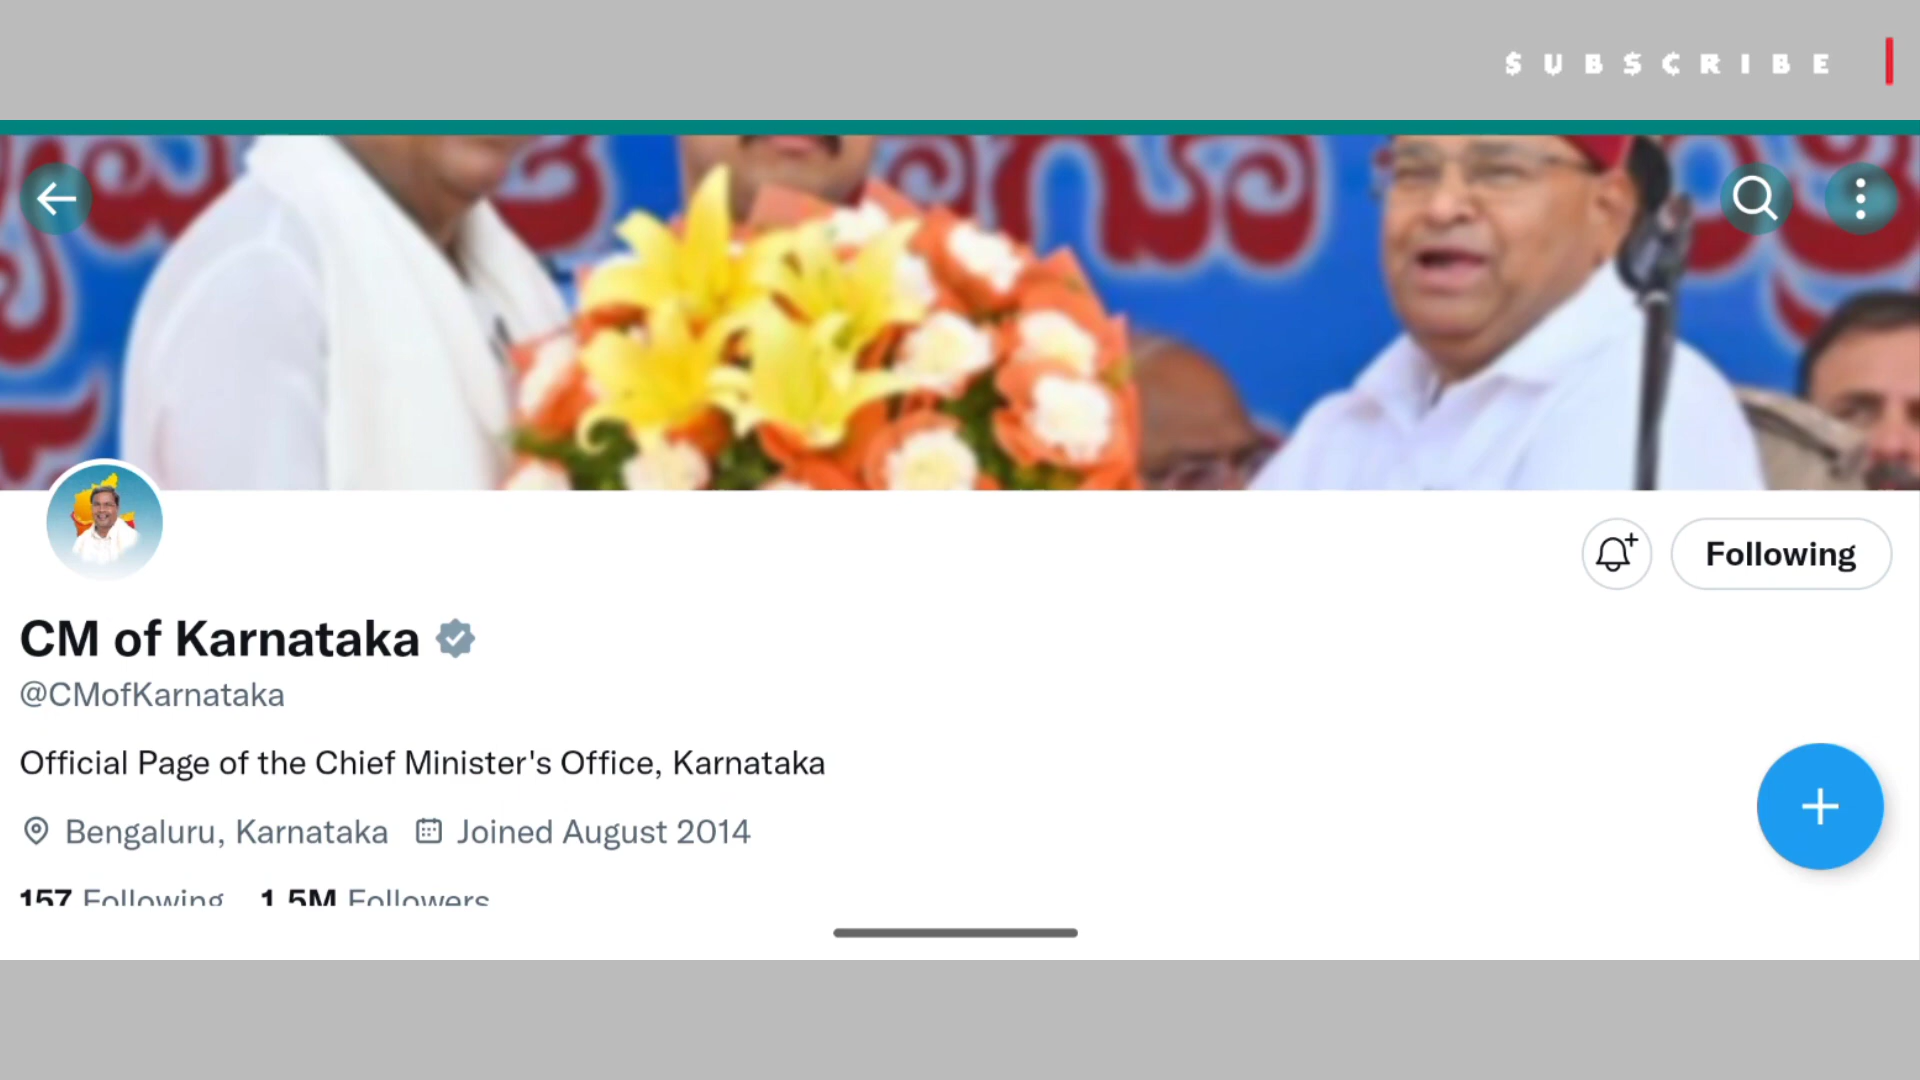 SUBSCRIBE
CM of Karnataka
@CMofKarnataka
Official Page of the Chief Minister's Office, Karnataka
Bengaluru, Karnataka Joined August 2014
157 Following 1.5M Followers
Following